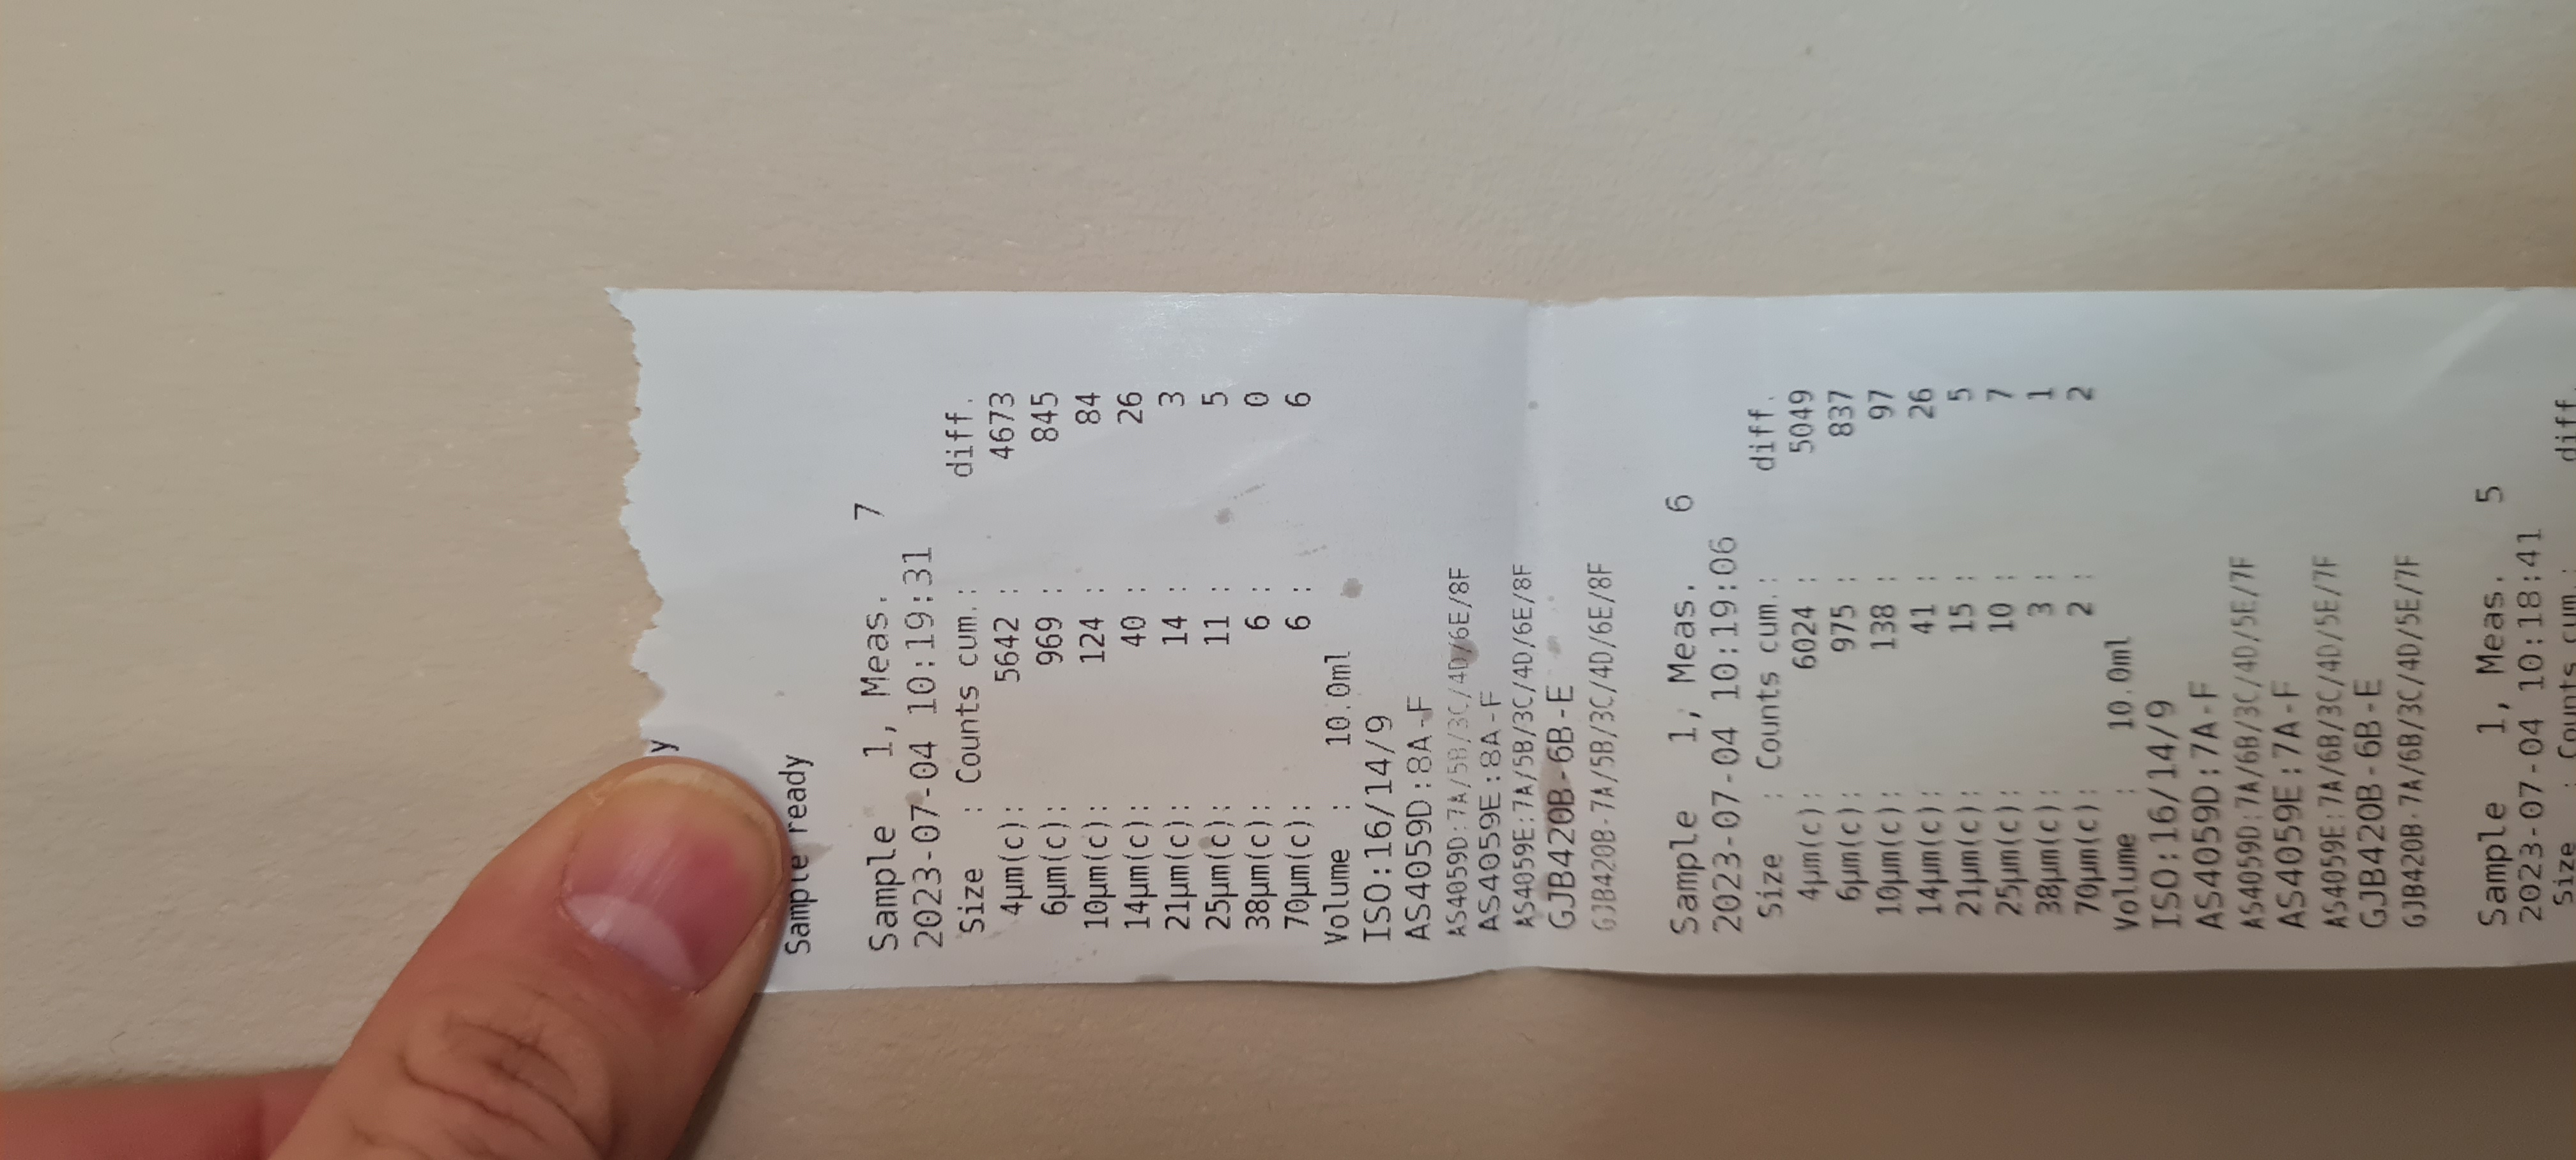 y
Sample ready
Sample 1, Meas. 7
2023-07-04 10:19:31
Size : Counts cum.: diff.
4µm(c): 5642 : 4673
6µm(c): 969 : 845
10µm(c): 124 : 84
14µm(c): 40 : 26
21µm(c): 14 : 3
25µm(c): 11 : 5
38µm(c): 6 : 0
70µm(c): 6 : 6
Volume : 10.0ml
ISO:16/14/9
AS4059D:8A-F
AS4059D:7A/5B/3C/4D/6E/8F
AS4059E:8A-F
AS4059E:7A/5B/3C/4D/6E/8F
GJB420B-6B-E
GJB420B-7A/5B/3C/4D/6E/8F
Sample 1, Meas. 6
2023-07-04 10:19:06
Size : Counts cum.: diff.
4µm(c): 6024 : 5049
6µm(c): 975 : 837
10µm(c): 138 : 97
14µm(c): 41 : 26
21µm(c): 15 : 5
25µm(c): 10 : 7
38µm(c): 3 : 1
70µm(c): 2 : 2
Volume : 10.0ml
ISO:16/14/9
AS4059D:7A-F
AS4059D:7A/6B/3C/4D/5E/7F
AS4059E:7A-F
AS4059E:7A/6B/3C/4D/5E/7F
GJB420B-6B-E
GJB420B-7A/6B/3C/4D/5E/7F
Sample 1, Meas. 5
2023-07-04 10:18:41
Size : Counts cum.: diff.